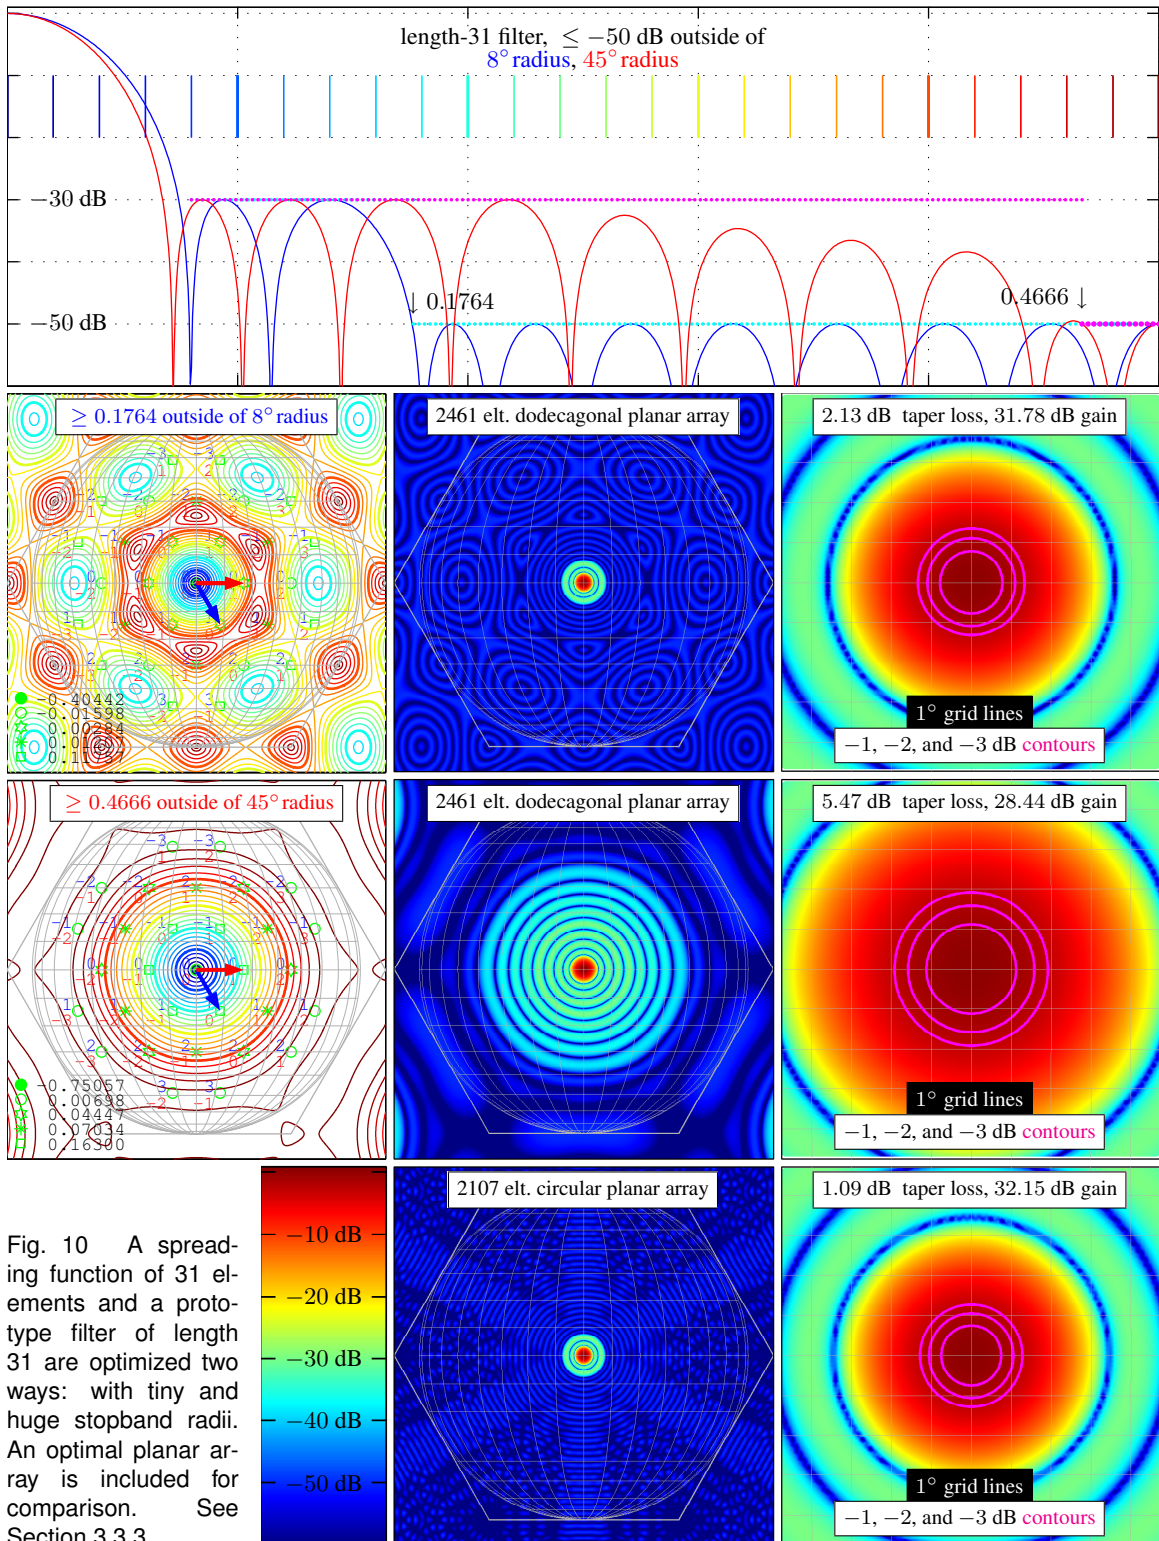 length-31 filter, ≤ −50 dB outside of
8° radius, 45° radius
−30 dB
↓ 0.1764
0.4666 ↓
−50 dB
≥ 0.1764 outside of 8° radius
−0.40442
−0.01598
0.00284
0.11757
2461 elt. dodecagonal planar array
2.13 dB taper loss, 31.78 dB gain
1° grid lines
−1, −2, and −3 dB contours
≥ 0.4666 outside of 45° radius
−0.75057
0.00698
0.04447
0.07034
0.16300
2461 elt. dodecagonal planar array
5.47 dB taper loss, 28.44 dB gain
1° grid lines
−1, −2, and −3 dB contours
Fig. 10 A spread-
ing function of 31 el-
ements and a proto-
type filter of length
31 are optimized two
ways: with tiny and
huge stopband radii.
An optimal planar ar-
ray is included for
comparison. See
Section 3.3.3
−10 dB
−20 dB
−30 dB
−40 dB
−50 dB
2107 elt. circular planar array
1.09 dB taper loss, 32.15 dB gain
1° grid lines
−1, −2, and −3 dB contours